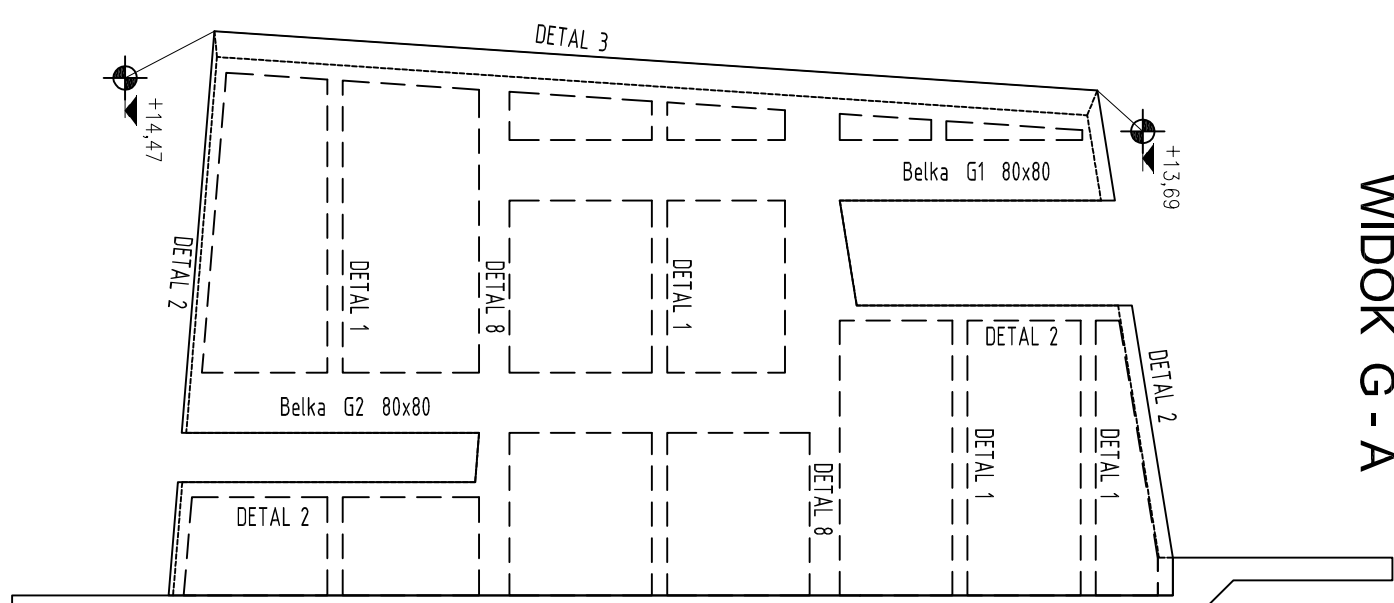 DETAL 3
+14,47
+13,69
Belka G1 80x80
WIDOK G - A
DETAL 2
DETAL 1
DETAL 8
DETAL 1
DETAL 2
DETAL 2
Belka G2 80x80
DETAL 1
DETAL 1
DETAL 8
DETAL 2